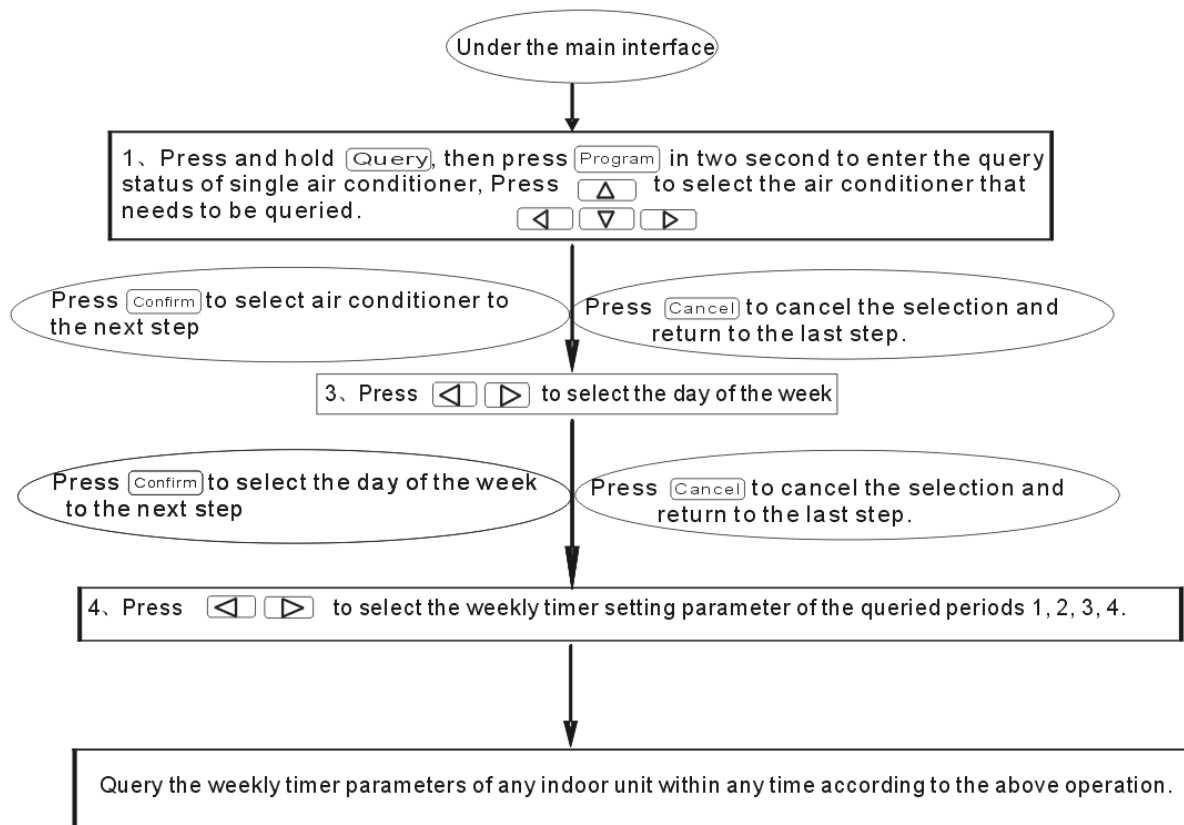 Under the main interface
1、Press and hold Query, then press Program in two second to enter the query
status of single air conditioner, Press △ to select the air conditioner that
needs to be queried. ◁ ▽ ▷
Press Confirm to select air conditioner to
the next step
Press Cancel to cancel the selection and
return to the last step.
3、Press ◁ ▷ to select the day of the week
Press Confirm to select the day of the week
to the next step
Press Cancel to cancel the selection and
return to the last step.
4、Press ◁ ▷ to select the weekly timer setting parameter of the queried periods 1, 2, 3, 4.
Query the weekly timer parameters of any indoor unit within any time according to the above operation.